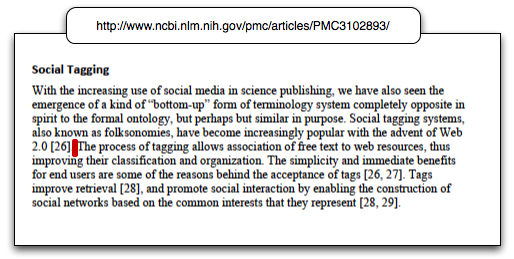 http://www.ncbi.nlm.nih.gov/pmc/articles/PMC3102893/
Social Tagging
With the increasing use of social media in science publishing, we have also seen the
emergence of a kind of “bottom-up” form of terminology system completely opposite in
spirit to the formal ontology, but perhaps but similar in purpose. Social tagging systems,
also known as folksonomies, have become increasingly popular with the advent of Web
2.0 [26]. The process of tagging allows association of free text to web resources, thus
improving their classification and organization. The simplicity and immediate benefits
for end users are some of the reasons behind the acceptance of tags [26, 27]. Tags
improve retrieval [28], and promote social interaction by enabling the construction of
social networks based on the common interests that they represent [28, 29].